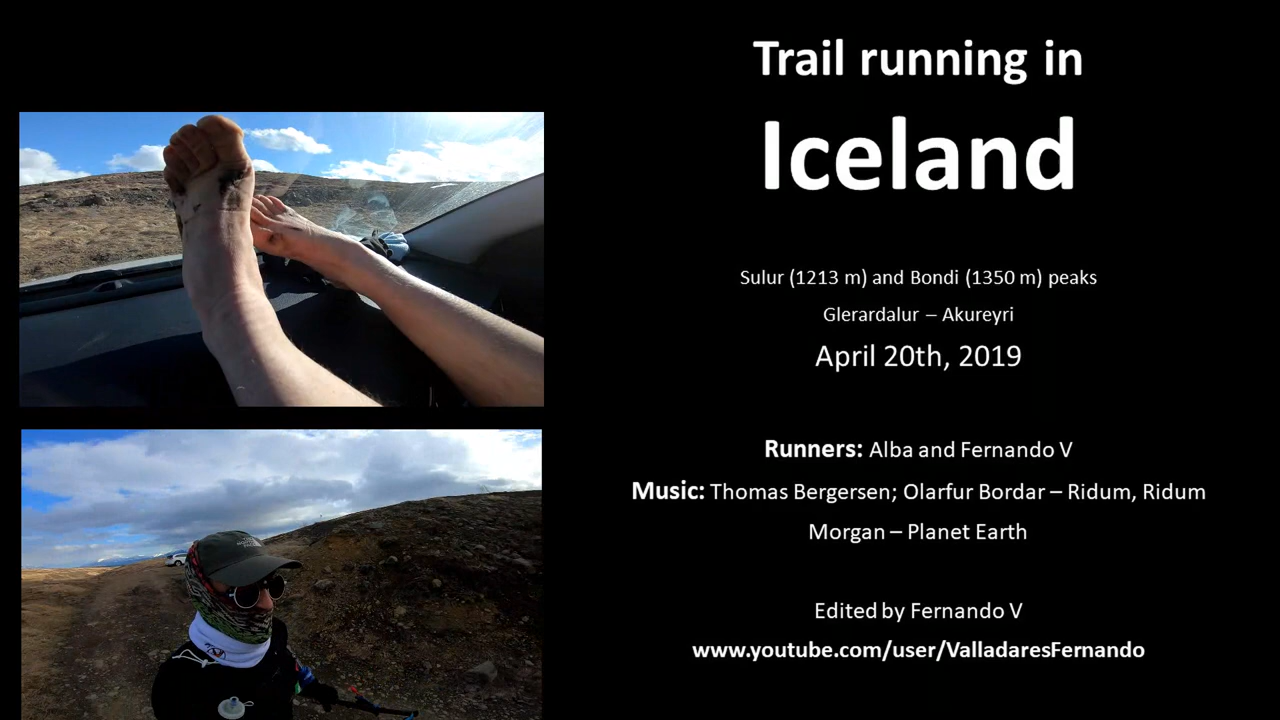 Trail running in
Iceland
Sulur (1213 m) and Bondi (1350 m) peaks
Glerardalur – Akureyri
April 20th, 2019
Runners: Alba and Fernando V
Music: Thomas Bergersen; Olarfur Bordar – Ridum, Ridum
Morgan – Planet Earth
Edited by Fernando V
www.youtube.com/user/ValladaresFernando